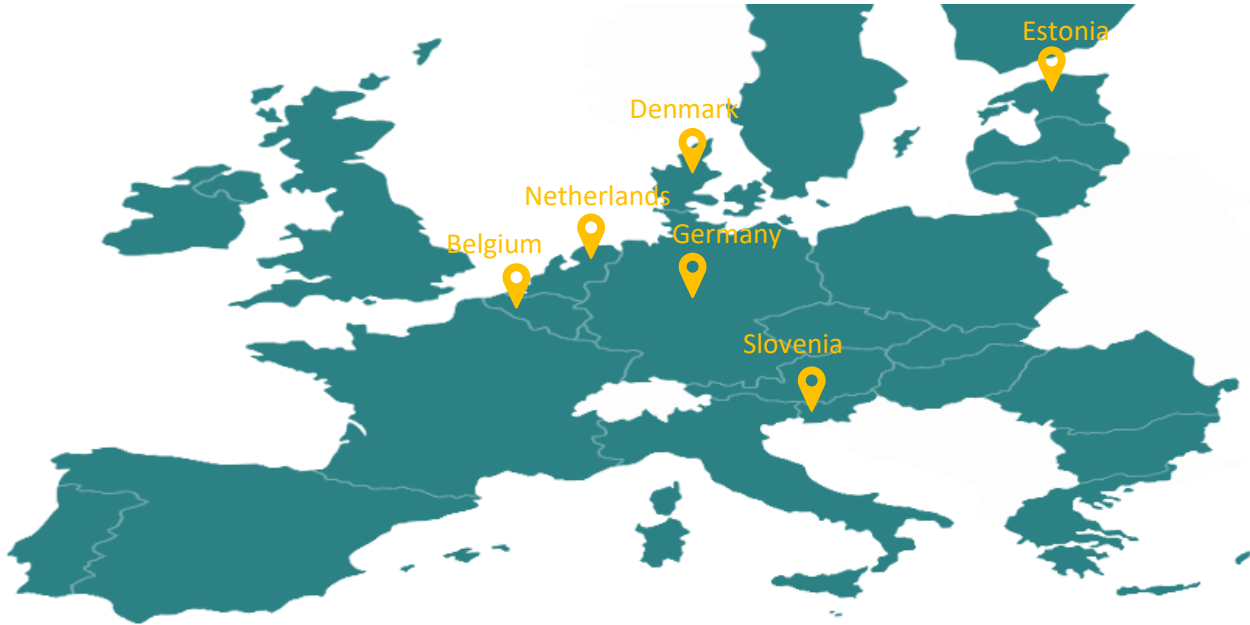 Estonia
Denmark
Netherlands
Germany
Belgium
Slovenia